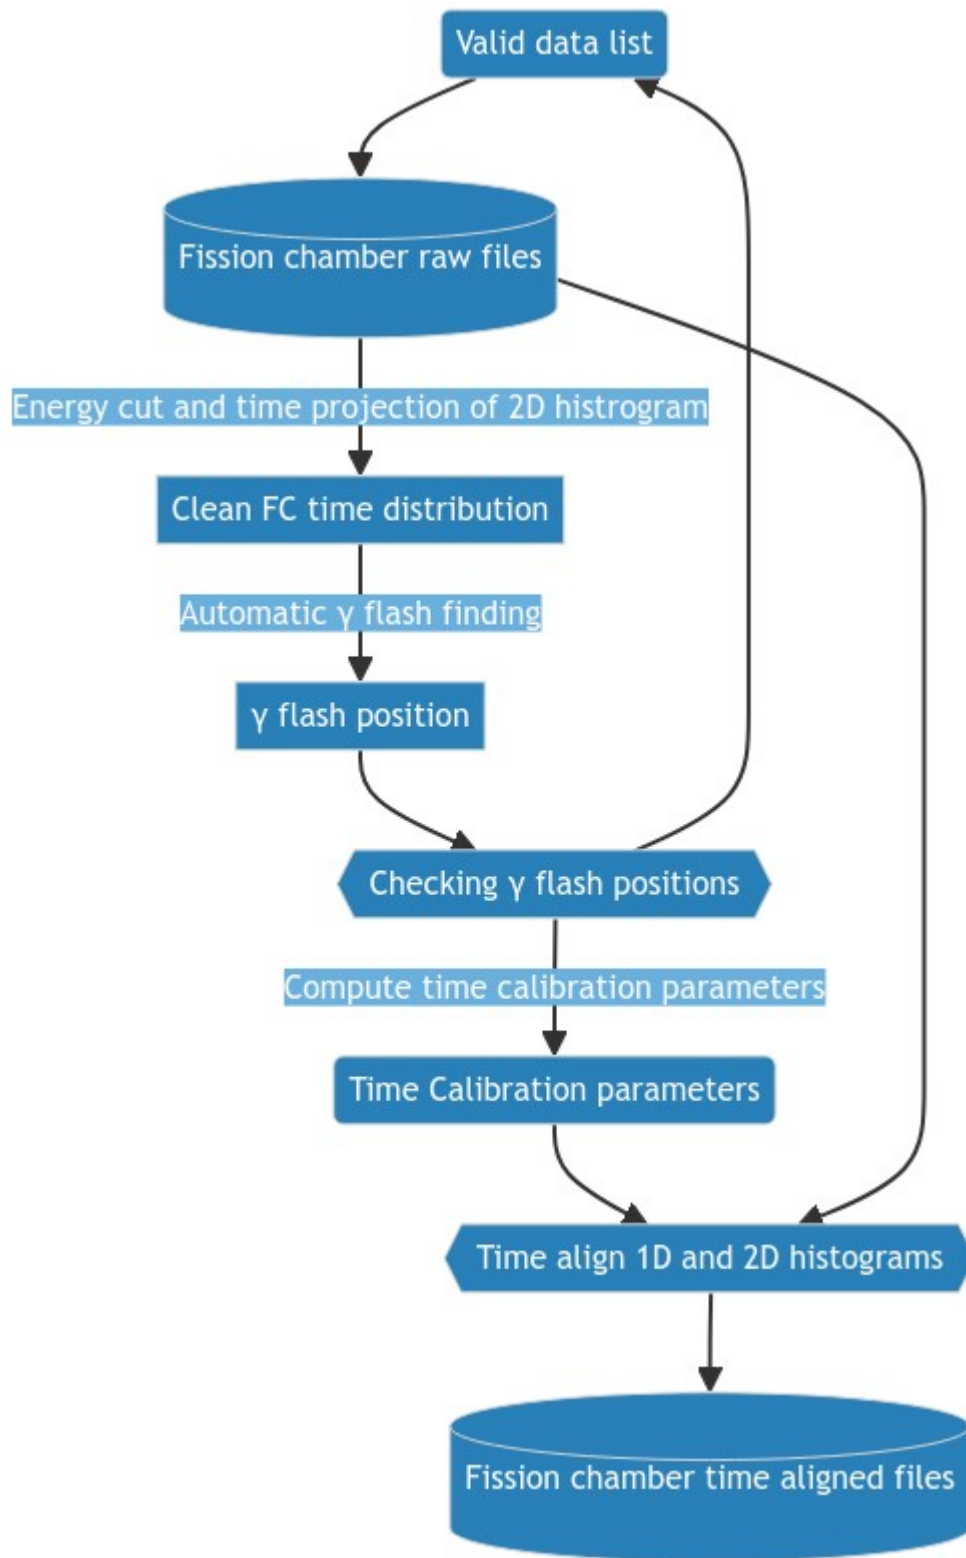 Valid data list
Fission chamber raw files
Energy cut and time projection of 2D histrogram
Clean FC time distribution
Automatic γ flash finding
γ flash position
Checking γ flash positions
Compute time calibration parameters
Time Calibration parameters
Time align 1D and 2D histograms
Fission chamber time aligned files